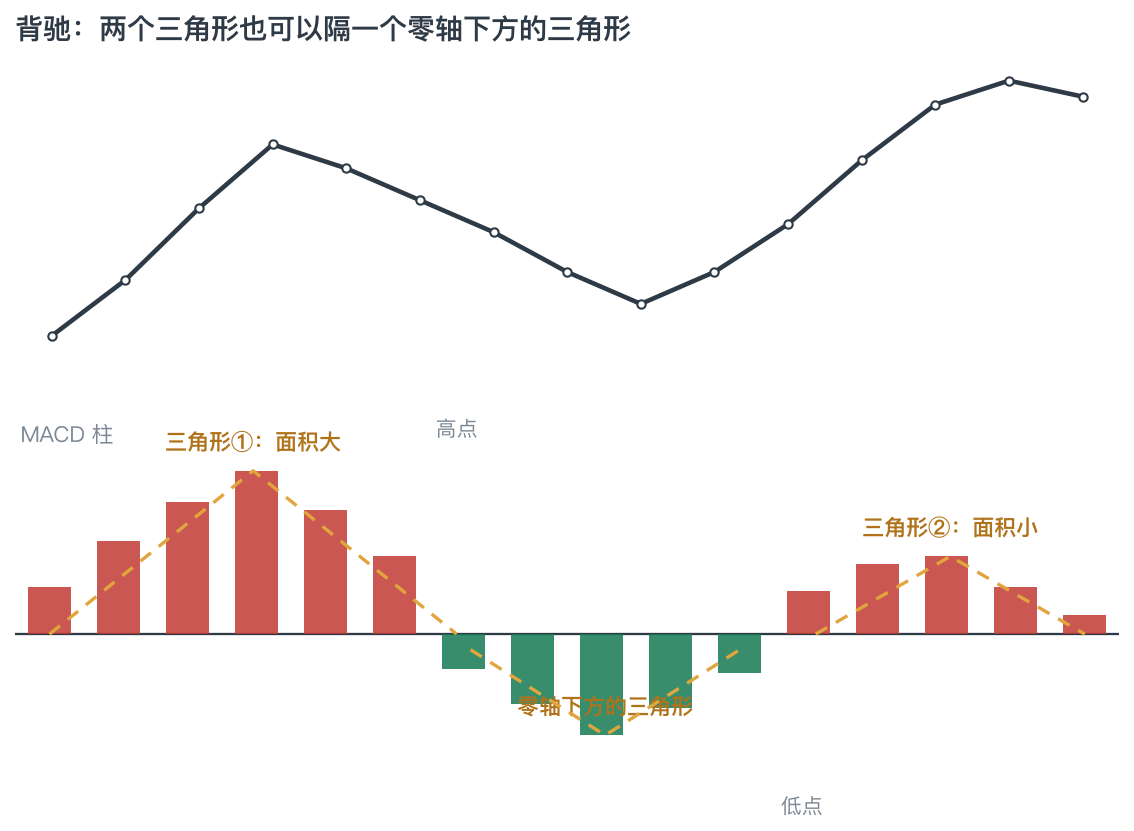 背驰：两个三角形也可以隔一个零轴下方的三角形
MACD 柱
高点
三角形①：面积大
三角形②：面积小
零轴下方的三角形
低点